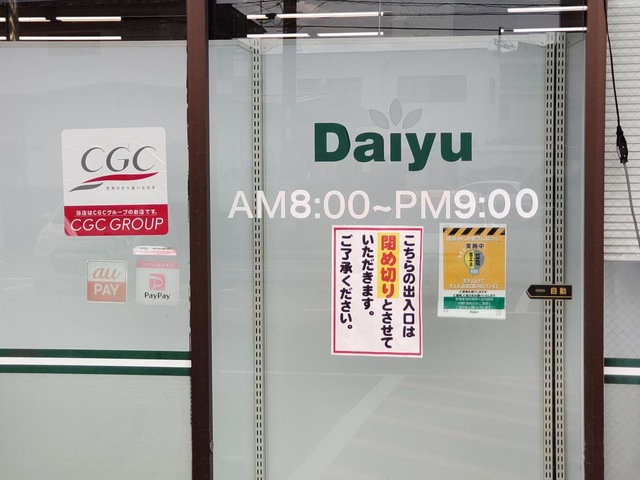 Daiyu
AM8:00~PM9:00
CGC
当店はCGCグループのお店です。
CGC GROUP
au
PAY
PayPay
こちらの出入口は
閉め切りとさせて
いただきます。
ご了承ください。
実施中
自動